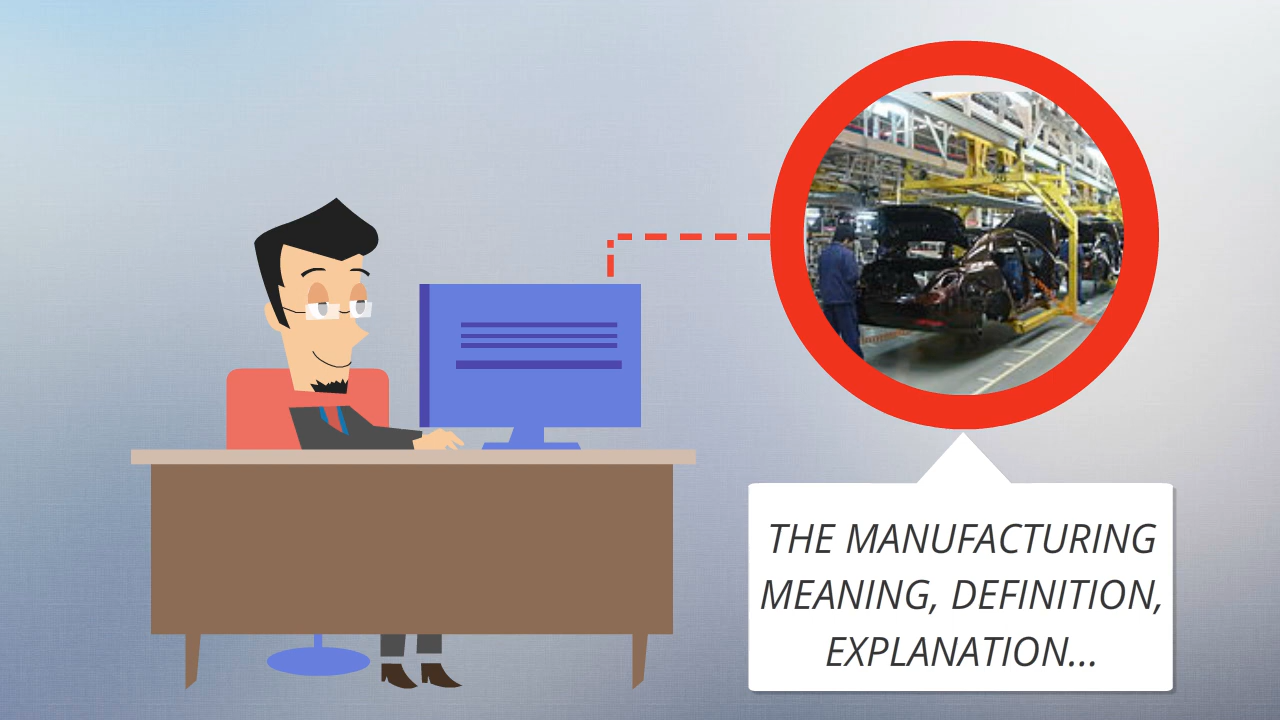 THE MANUFACTURING
MEANING, DEFINITION,
EXPLANATION...